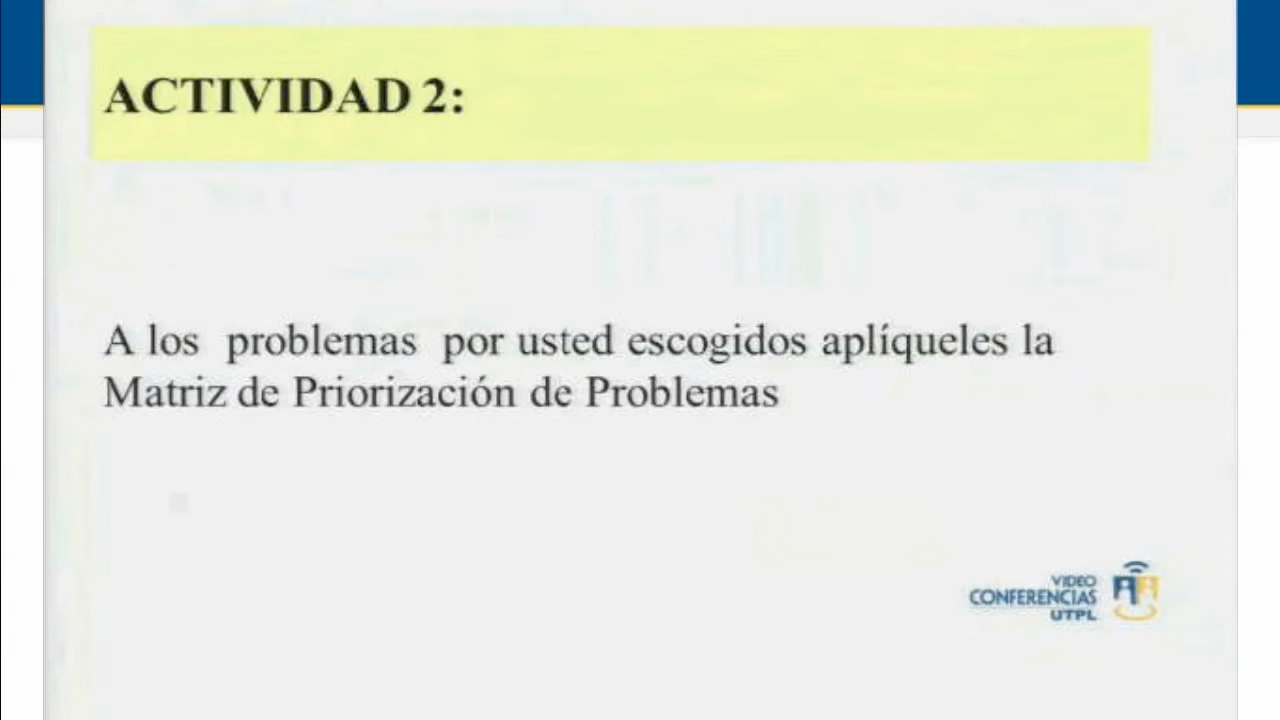 ACTIVIDAD 2:
A los problemas por usted escogidos aplíqueles la
Matriz de Priorización de Problemas
VIDEO
CONFERENCIAS
UTPL